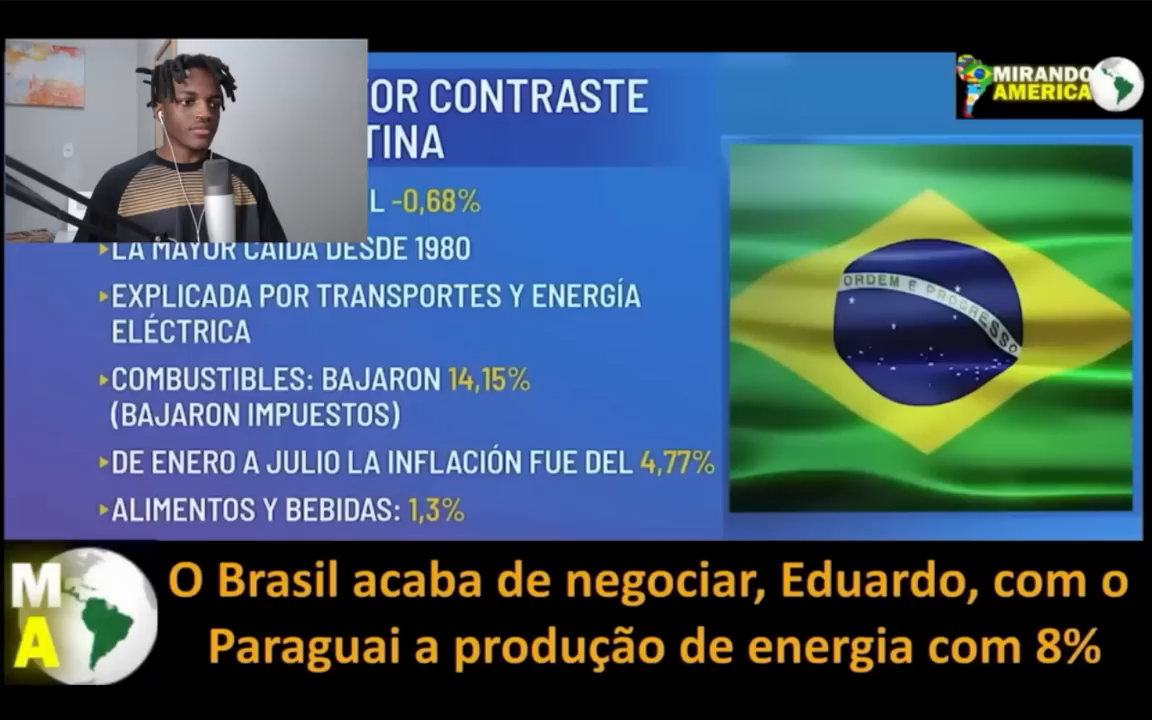 OR CONTRASTE
TINA
L -0,68%
LA MAYOR CAÍDA DESDE 1980
EXPLICADA POR TRANSPORTES Y ENERGÍA
ELÉCTRICA
COMBUSTIBLES: BAJARON 14,15%
(BAJARON IMPUESTOS)
DE ENERO A JULIO LA INFLACIÓN FUE DEL 4,77%
ALIMENTOS Y BEBIDAS: 1,3%
MIRANDO
AMERICA
ORDEM E PROGRESSO
M
A
O Brasil acaba de negociar, Eduardo, com o
Paraguai a produção de energia com 8%